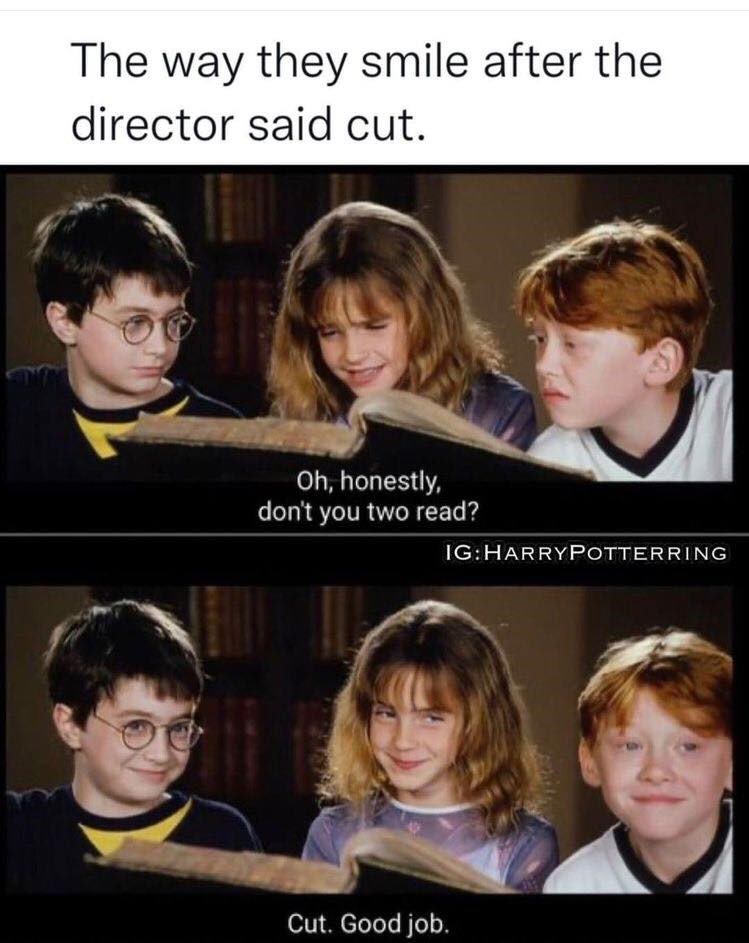 The way they smile after the
director said cut.
Oh, honestly,
don't you two read?
IG:HARRYPOTTERRING
Cut. Good job.